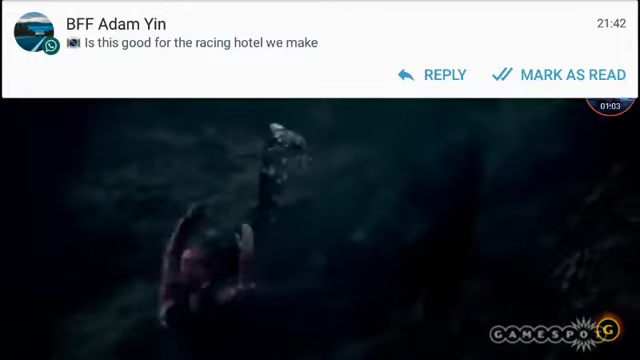 BFF Adam Yin
21:42
Is this good for the racing hotel we make
REPLY
MARK AS READ
01:03
GAMESPOT
G